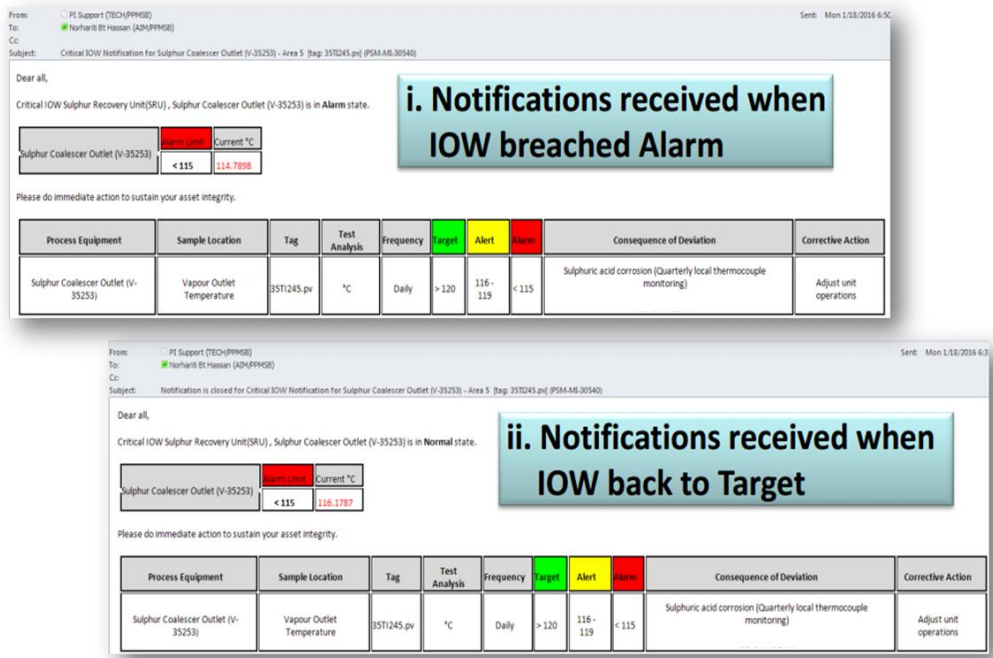 From: PI Support (TECH/PPMSB) Sent: Mon 1/18/2016 6:50
To: Norhariti Bt Hassan (AIM/PPMSB)
Cc:
Subject: Critical IOW Notification for Sulphur Coalescer Outlet (V-35253) - Area 5 [tag: 35TI245.pv] (PSM-MI-30540)
Dear all,
Critical IOW Sulphur Recovery Unit(SRU) , Sulphur Coalescer Outlet (V-35253) is in Alarm state.
i. Notifications received when
IOW breached Alarm
Sulphur Coalescer Outlet (V-35253) Alarm Limit Current °C
< 115 114.7898
Please do immediate action to sustain your asset integrity.
Process Equipment Sample Location Tag Test Analysis Frequency Target Alert Alarm Consequence of Deviation Corrective Action
Sulphur Coalescer Outlet (V-35253) Vapour Outlet Temperature 35TI245.pv °C Daily > 120 116 - 119 < 115 Sulphuric acid corrosion (Quarterly local thermocouple monitoring) Adjust unit operations
From: PI Support (TECH/PPMSB) Sent: Mon 1/18/2016 6:3
To: Norhariti Bt Hassan (AIM/PPMSB)
Cc:
Subject: Notification is closed for Critical IOW Notification for Sulphur Coalescer Outlet (V-35253) - Area 5 [tag: 35TI245.pv] (PSM-MI-30540)
Dear all,
Critical IOW Sulphur Recovery Unit(SRU) , Sulphur Coalescer Outlet (V-35253) is in Normal state.
ii. Notifications received when
IOW back to Target
Sulphur Coalescer Outlet (V-35253) Alarm Limit Current °C
< 115 116.1787
Please do immediate action to sustain your asset integrity.
Process Equipment Sample Location Tag Test Analysis Frequency Target Alert Alarm Consequence of Deviation Corrective Action
Sulphur Coalescer Outlet (V-35253) Vapour Outlet Temperature 35TI245.pv °C Daily > 120 116 - 119 < 115 Sulphuric acid corrosion (Quarterly local thermocouple monitoring) Adjust unit operations